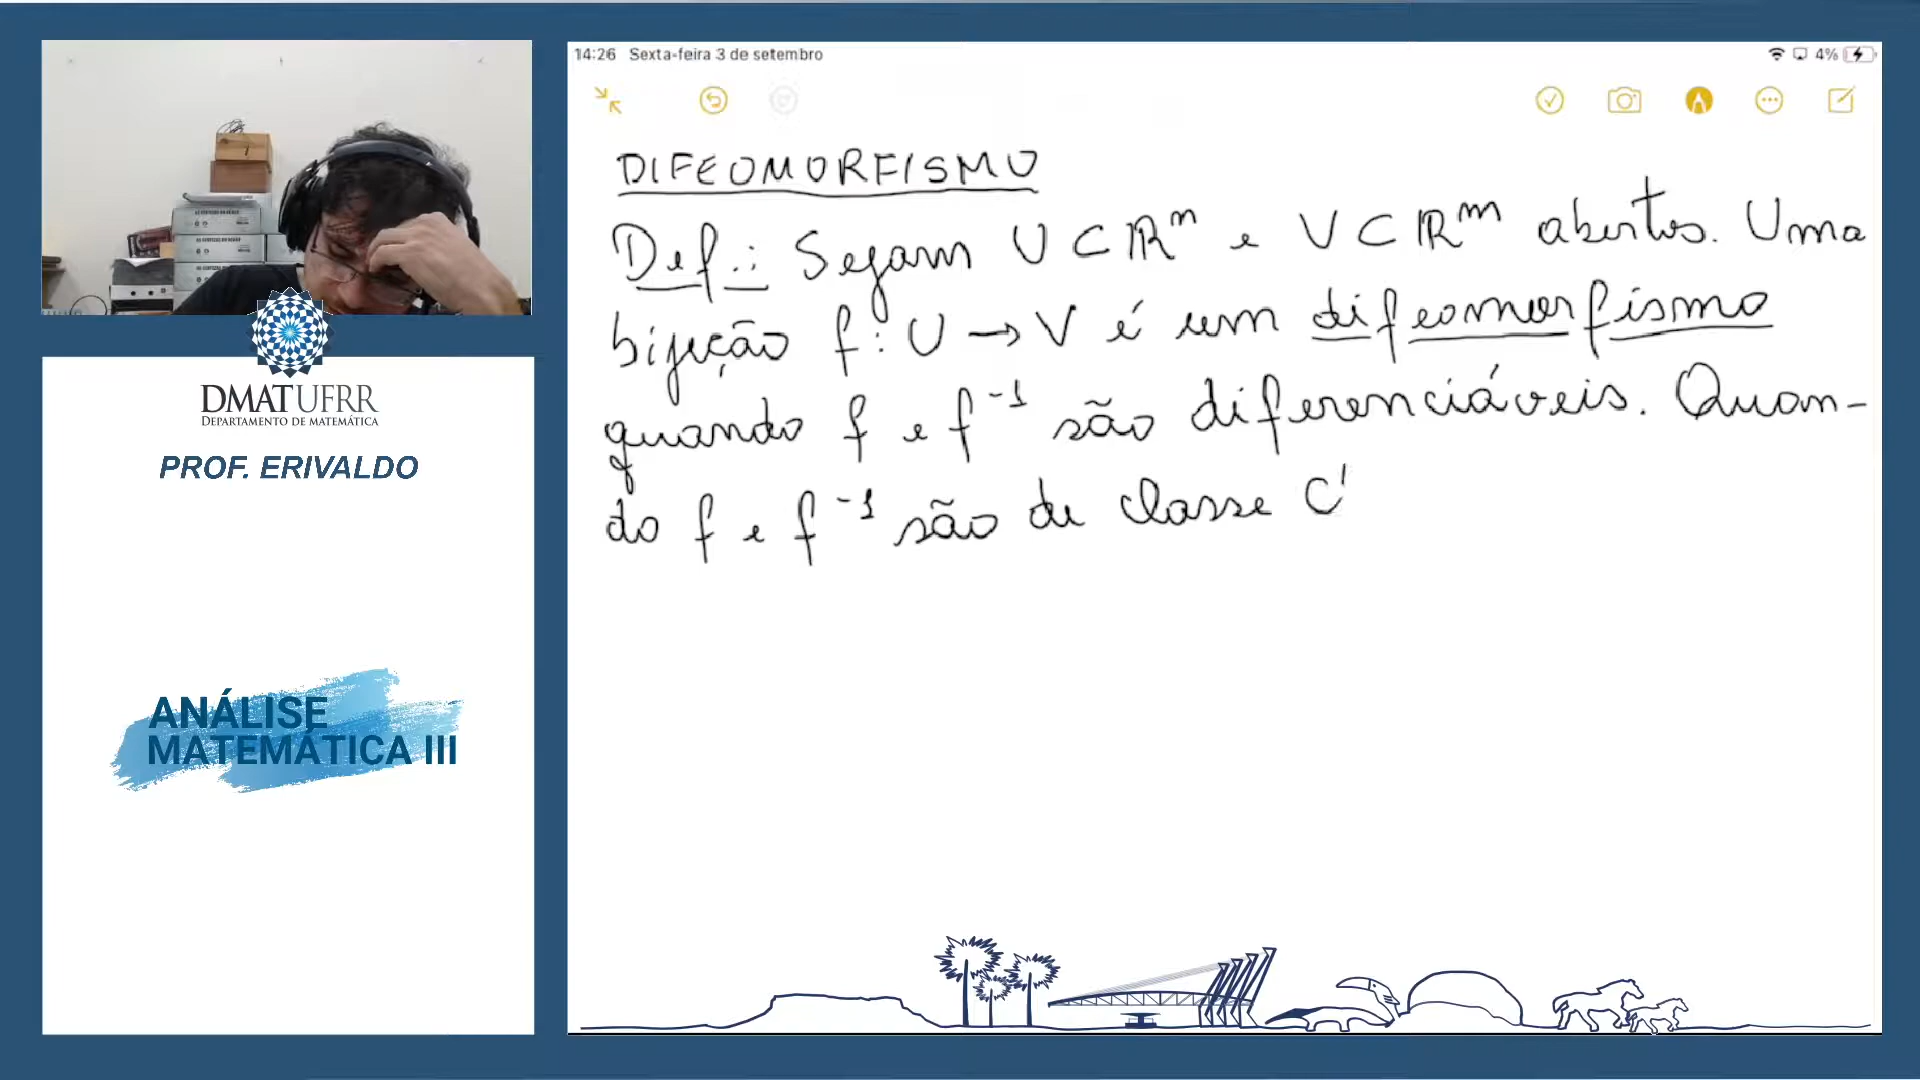 14:26 Sexta-feira 3 de setembro
4%
DIFEOMORFISMO
Def.: Sejam U ⊂ ℝⁿ e V ⊂ ℝᵐ abertos. Uma
bijeção f: U → V é um difeomorfismo
quando f e f⁻¹ são diferenciáveis. Quan-
do f e f⁻¹ são de classe C¹
DMATUFRR
DEPARTAMENTO DE MATEMÁTICA
PROF. ERIVALDO
ANÁLISE
MATEMÁTICA III